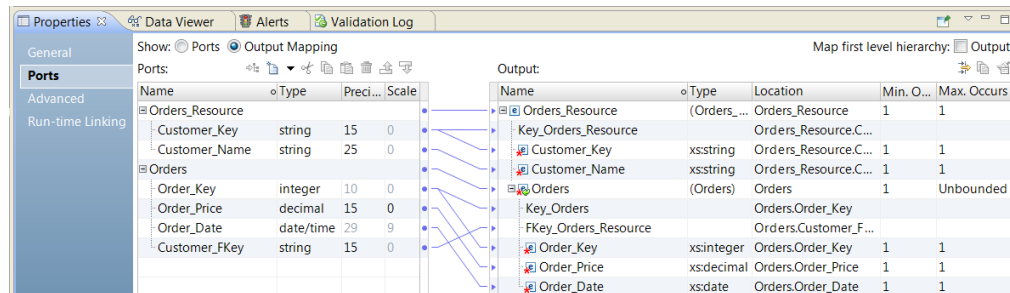 Properties Data Viewer Alerts Validation Log
General
Ports
Advanced
Run-time Linking
Show: Ports Output Mapping Map first level hierarchy: Output
Ports: Output:
Name Type Preci... Scale
Orders_Resource
Customer_Key string 15 0
Customer_Name string 25 0
Orders
Order_Key integer 10 0
Order_Price decimal 15 0
Order_Date date/time 29 9
Customer_FKey string 15 0
Name Type Location Min. O... Max. Occurs
Orders_Resource (Orders_... Orders_Resource 1 1
Key_Orders_Resource Orders_Resource.C...
Customer_Key xs:string Orders_Resource.C... 1 1
Customer_Name xs:string Orders_Resource.C... 1 1
Orders (Orders) Orders 1 Unbounded
Key_Orders Orders.Order_Key
FKey_Orders_Resource Orders.Customer_F...
Order_Key xs:integer Orders.Order_Key 1 1
Order_Price xs:decimal Orders.Order_Price 1 1
Order_Date xs:date Orders.Order_Date 1 1